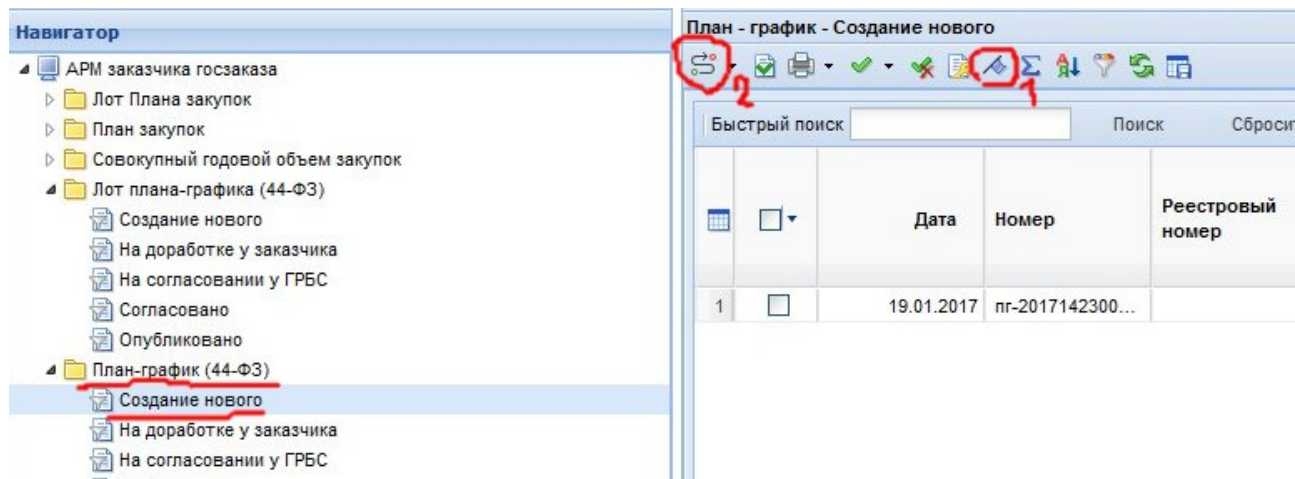 Навигатор
АРМ заказчика госзаказа
Лот Плана закупок
План закупок
Совокупный годовой объем закупок
Лот плана-графика (44-ФЗ)
Создание нового
На доработке у заказчика
На согласовании у ГРБС
Согласовано
Опубликовано
План-график (44-ФЗ)
Создание нового
На доработке у заказчика
На согласовании у ГРБС
План - график - Создание нового
2 1
Быстрый поиск Поиск Сбросит
Дата Номер Реестровый номер
1 19.01.2017 пг-2017142300...